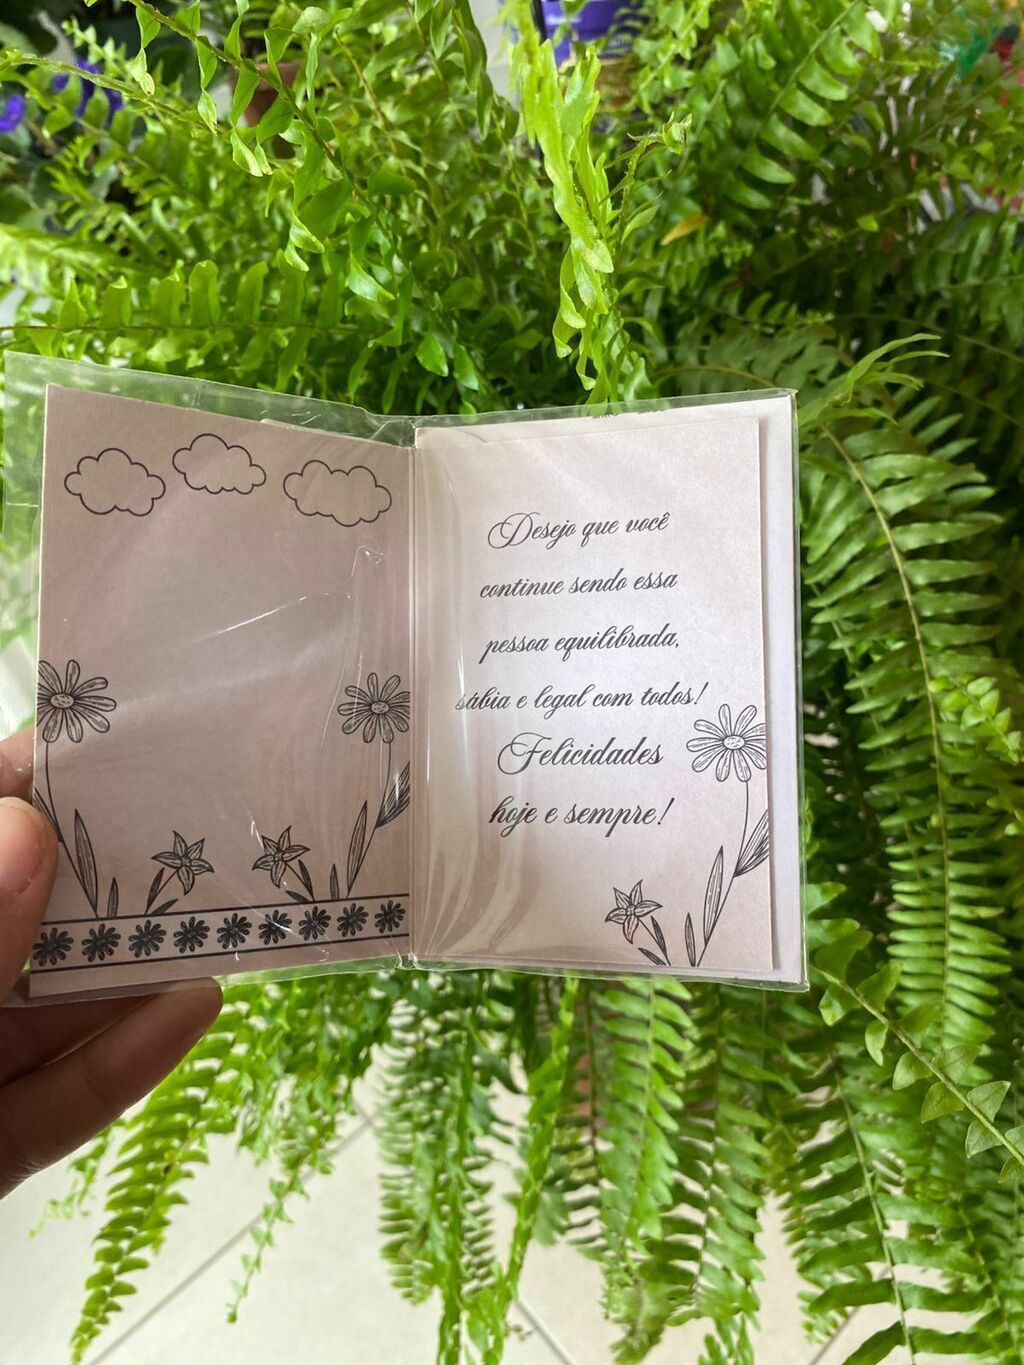 Desejo que você
continue sendo essa
pessoa equilibrada,
sábia e legal com todos!
Felicidades
hoje e sempre!